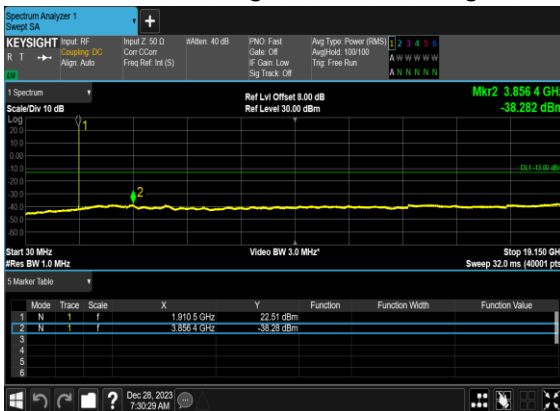 Spectrum Analyzer 1
Swept SA
+
KEYSIGHT
R T
LV
Input: RF
Coupling: DC
Align: Auto
Input Z: 50 Ω
Corr CCorr
Freq Ref: Int (S)
#Atten: 40 dB
PNO: Fast
Gate: Off
IF Gain: Low
Sig Track: Off
Avg Type: Power (RMS)
Avg|Hold: 100/100
Trig: Free Run
1 2 3 4 5 6
A W W W W W
A N N N N N
1 Spectrum
Scale/Div 10 dB
Ref Lvl Offset 8.00 dB
Ref Level 30.00 dBm
Mkr2 3.856 4 GHz
-38.282 dBm
Log
20.0
10.0
0.00
-10.0
-20.0
-30.0
-40.0
-50.0
-60.0
1
2
DL1 -13.00 dBm
Start 30 MHz
#Res BW 1.0 MHz
Video BW 3.0 MHz*
Stop 19.150 GHz
Sweep 32.0 ms (40001 pts)
5 Marker Table
Mode Trace Scale X Y Function Function Width Function Value
1 N 1 f 1.910 5 GHz 22.51 dBm
2 N 1 f 3.856 4 GHz -38.28 dBm
3
4
5
6
?
Dec 28, 2023
7:30:29 AM